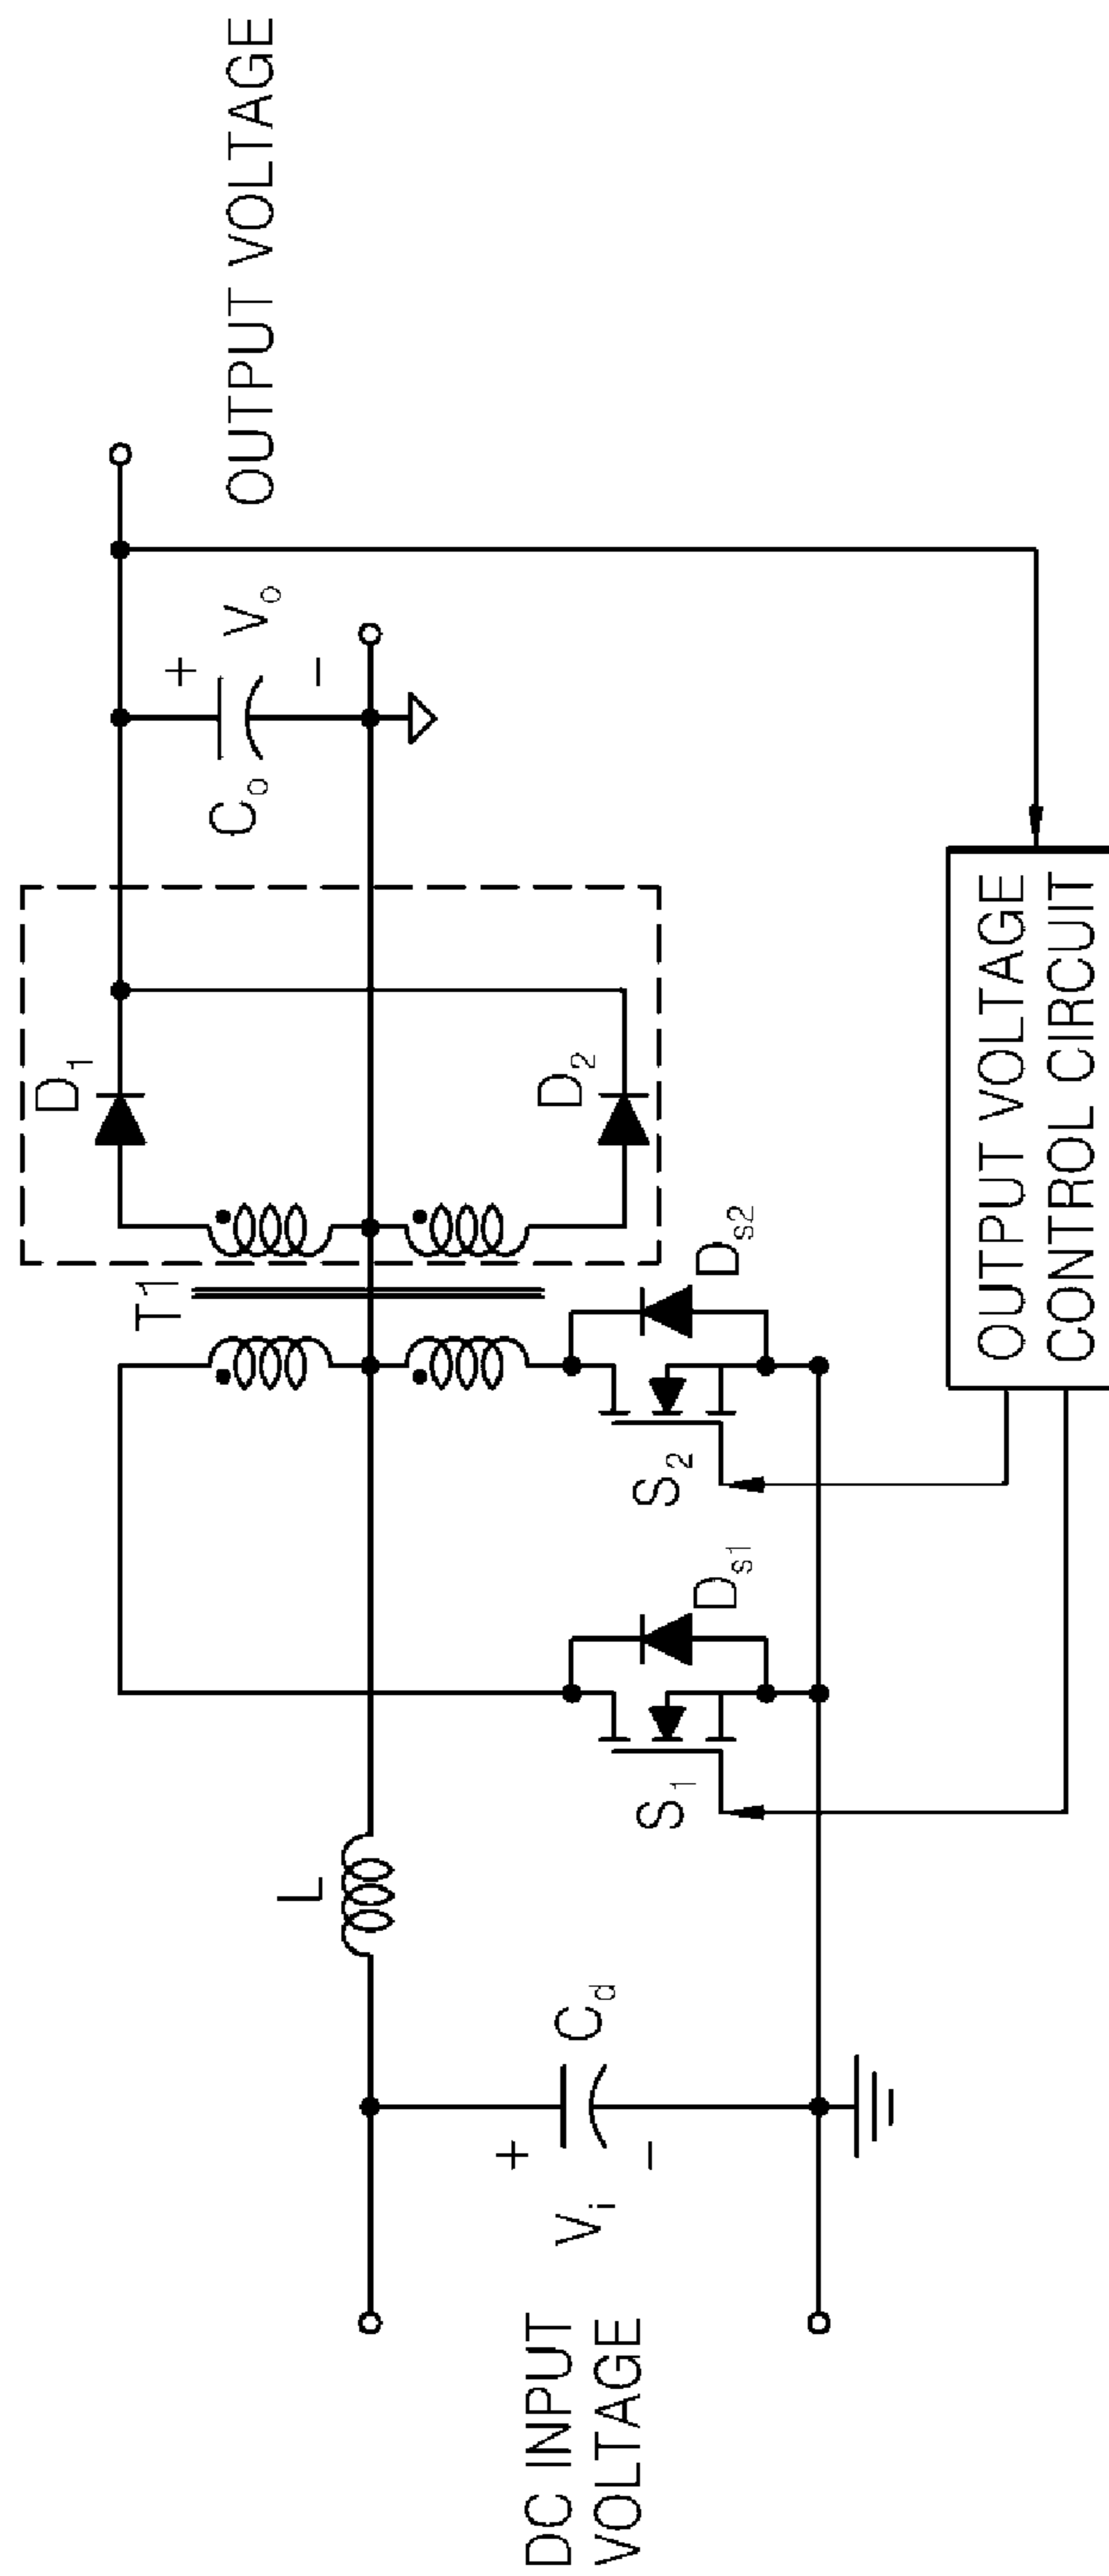 T1
D1
D2
Co
+
Vo
−
OUTPUT VOLTAGE
L
DC INPUT
VOLTAGE
+
Vi
−
Cd
S1
Ds1
S2
Ds2
OUTPUT VOLTAGE
CONTROL CIRCUIT